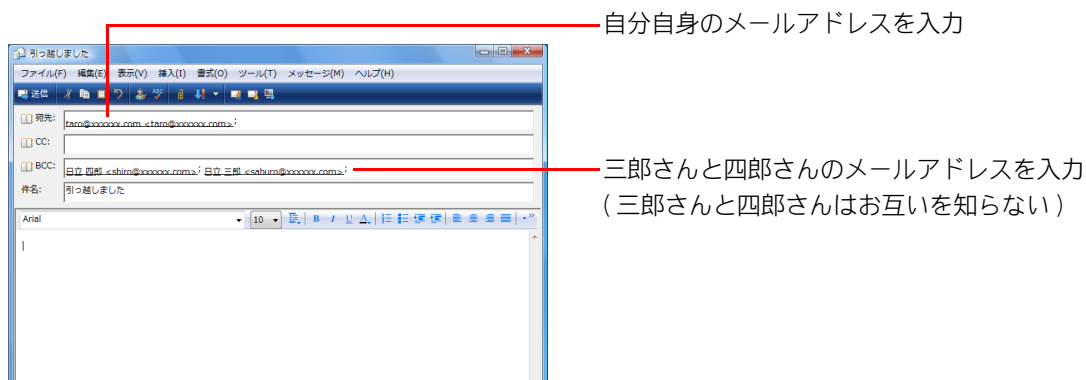 自分自身のメールアドレスを入力
引っ越しました
ファイル(F) 編集(E) 表示(V) 挿入(I) 書式(O) ツール(T) メッセージ(M) ヘルプ(H)
送信
宛先: taro@xxxxxx.com <taro@xxxxxx.com>;
CC:
BCC: 日立 四郎 <shiro@xxxxxx.com>; 日立 三郎 <saburo@xxxxxx.com>;
三郎さんと四郎さんのメールアドレスを入力
( 三郎さんと四郎さんはお互いを知らない )
件名: 引っ越しました
Arial 10 B I U A